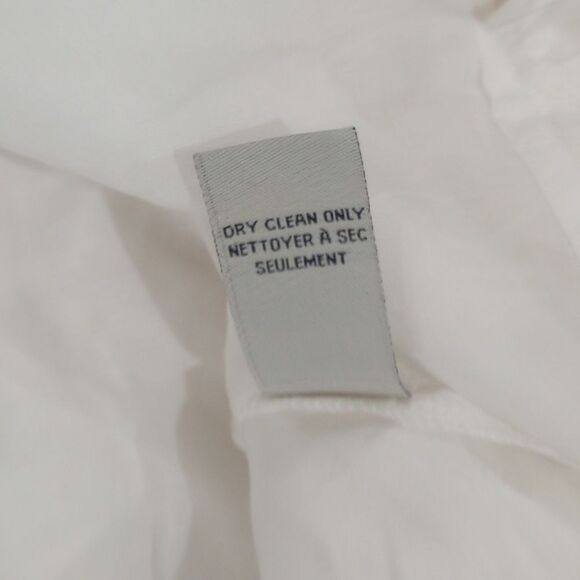 DRY CLEAN ONLY
NETTOYER À SEC
SEULEMENT